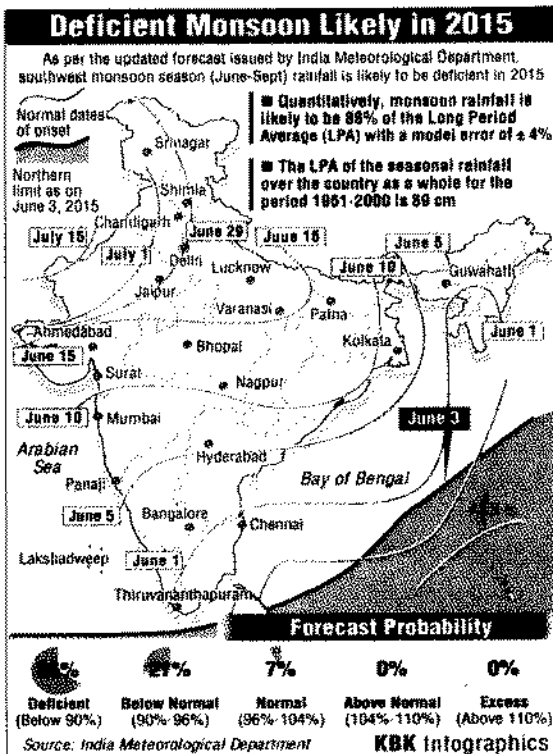 Deficient Monsoon Likely in 2015
As per the updated forecast issued by India Meteorological Department,
southwest monsoon season (June-Sept) rainfall is likely to be deficient in 2015
Normal dates
of onset
Northern
limit as on
June 3, 2015
■ Quantitatively, monsoon rainfall is
likely to be 88% of the Long Period
Average (LPA) with a model error of ± 4%
■ The LPA of the seasonal rainfall
over the country as a whole for the
period 1951-2000 is 89 cm
Srinagar
Shimla
Chandigarh
July 15
July 1
June 29
June 15
June 5
June 10
Delhi
Jaipur
Lucknow
Guwahati
Varanasi
Patna
June 1
Ahmedabad
June 15
Bhopal
Kolkata
Surat
Nagpur
June 10
Mumbai
June 3
Arabian
Sea
Hyderabad
Bay of Bengal
Panaji
June 5
Bangalore
Chennai
Lakshadweep
June 1
Thiruvananthapuram
Forecast Probability
7%
0%
0%
Deficient
Below Normal
Normal
Above Normal
Excess
(Below 90%)
(90%-96%)
(96%-104%)
(104%-110%)
(Above 110%)
Source: India Meteorological Department
KBK Infographics